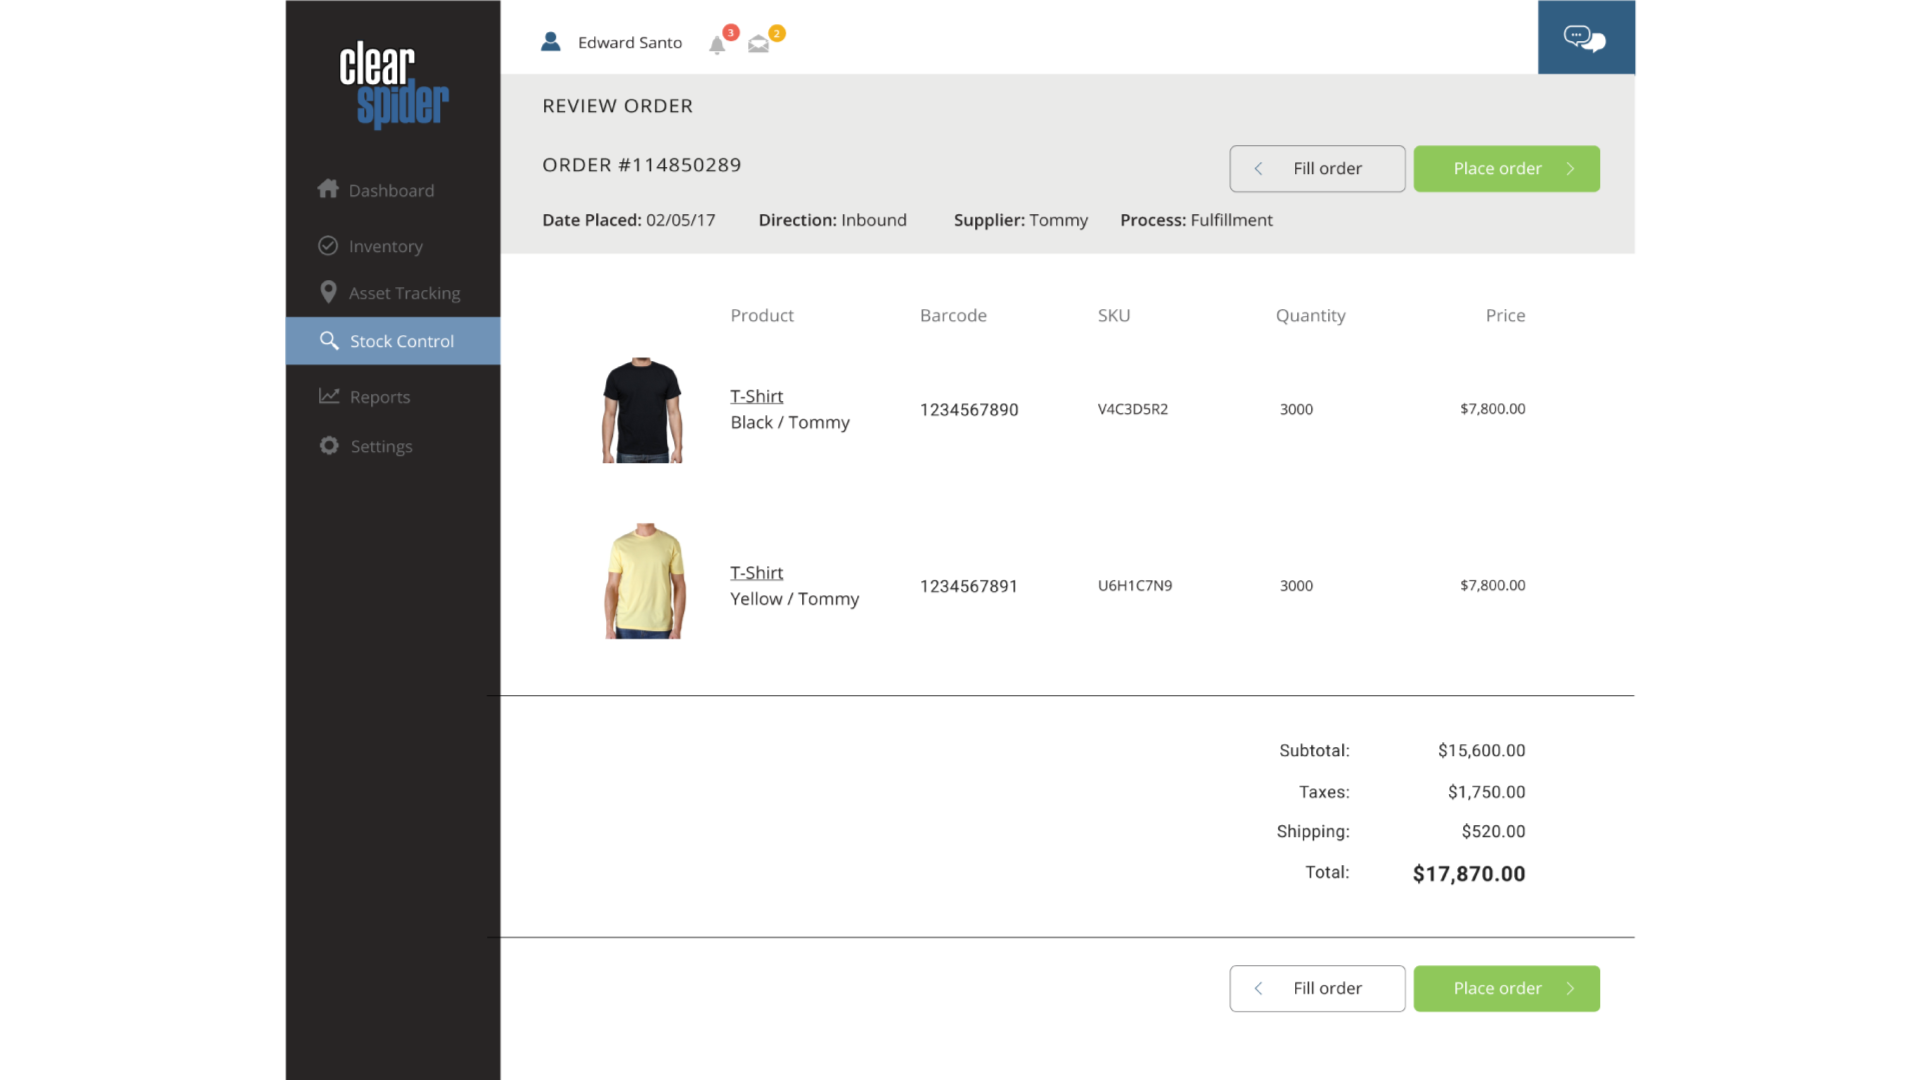 clear
spider
Dashboard
Inventory
Asset Tracking
Stock Control
Reports
Settings
Edward Santo
3
2
REVIEW ORDER
ORDER #114850289
Fill order
Place order
Date Placed: 02/05/17 Direction: Inbound Supplier: Tommy Process: Fulfillment
Product Barcode SKU Quantity Price
T-Shirt
Black / Tommy
1234567890 V4C3D5R2 3000 $7,800.00
T-Shirt
Yellow / Tommy
1234567891 U6H1C7N9 3000 $7,800.00
Subtotal: $15,600.00
Taxes: $1,750.00
Shipping: $520.00
Total: $17,870.00
Fill order
Place order